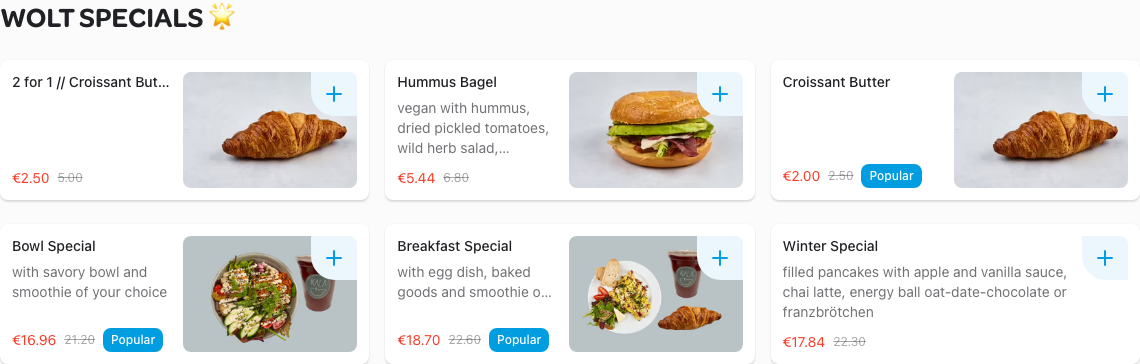 WOLT SPECIALS 🌟
2 for 1 // Croissant But...
€2.50 5.00
Hummus Bagel
vegan with hummus,
dried pickled tomatoes,
wild herb salad,...
€5.44 6.80
Croissant Butter
€2.00 2.50 Popular
Bowl Special
with savory bowl and
smoothie of your choice
€16.96 21.20 Popular
Breakfast Special
with egg dish, baked
goods and smoothie o...
€18.70 22.60 Popular
Winter Special
filled pancakes with apple and vanilla sauce,
chai latte, energy ball oat-date-chocolate or
franzbrötchen
€17.84 22.30